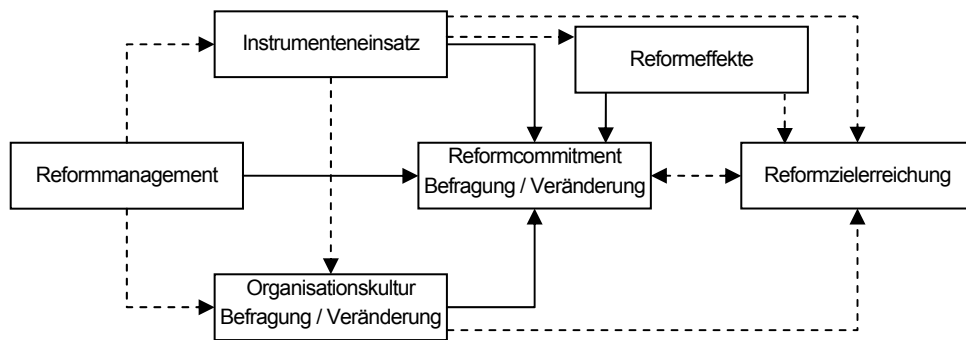 Instrumenteneinsatz
Reformeffekte
Reformmanagement
Reformcommitment
Befragung / Veränderung
Reformzielerreichung
Organisationskultur
Befragung / Veränderung